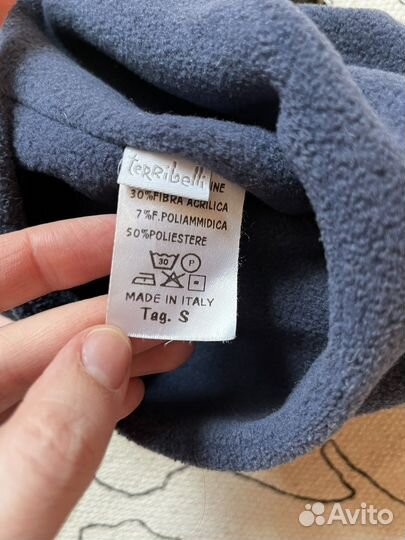 terribelli
INE
30%FIBRA ACRILICA
7%F.POLIAMMIDICA
50%POLIESTERE
30 P
MADE IN ITALY
Tag. S
Avito